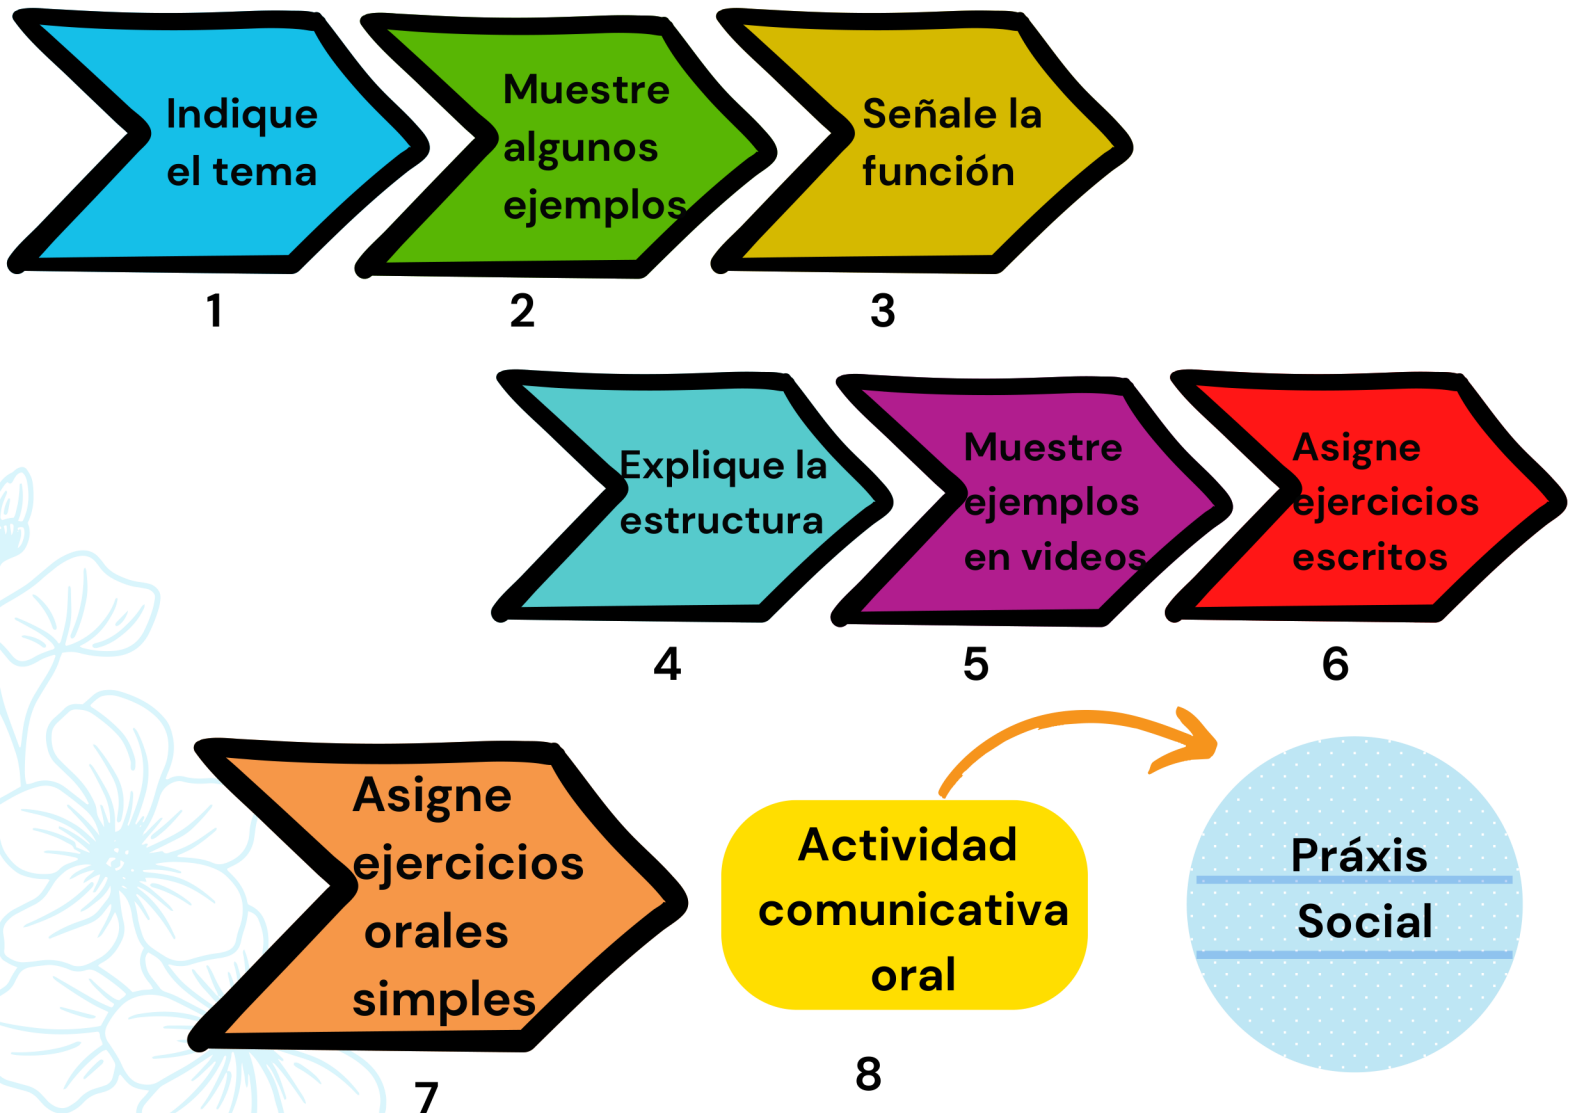 Indique
el tema
1
Muestre
algunos
ejemplos
2
Señale la
función
3
Explique la
estructura
4
Muestre
ejemplos
en videos
5
Asigne
ejercicios
escritos
6
Asigne
ejercicios
orales
simples
7
Actividad
comunicativa
oral
8
Práxis
Social